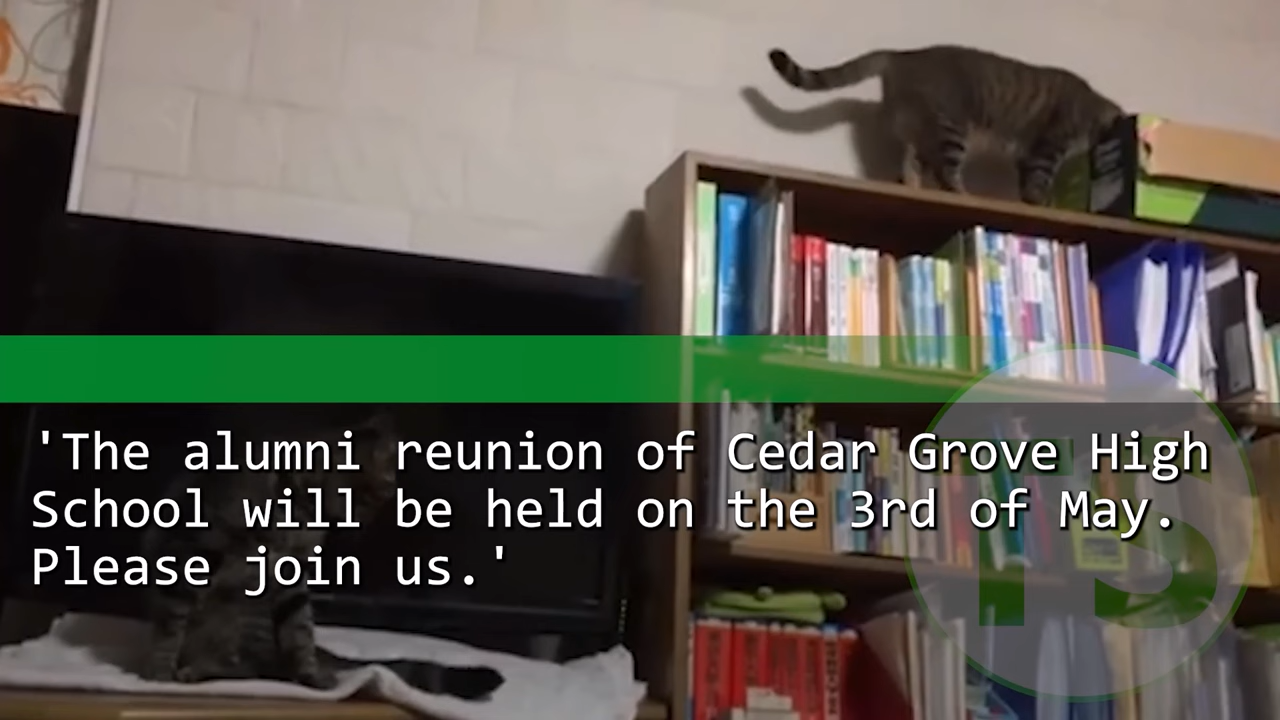 'The alumni reunion of Cedar Grove High
School will be held on the 3rd of May.
Please join us.'
TS